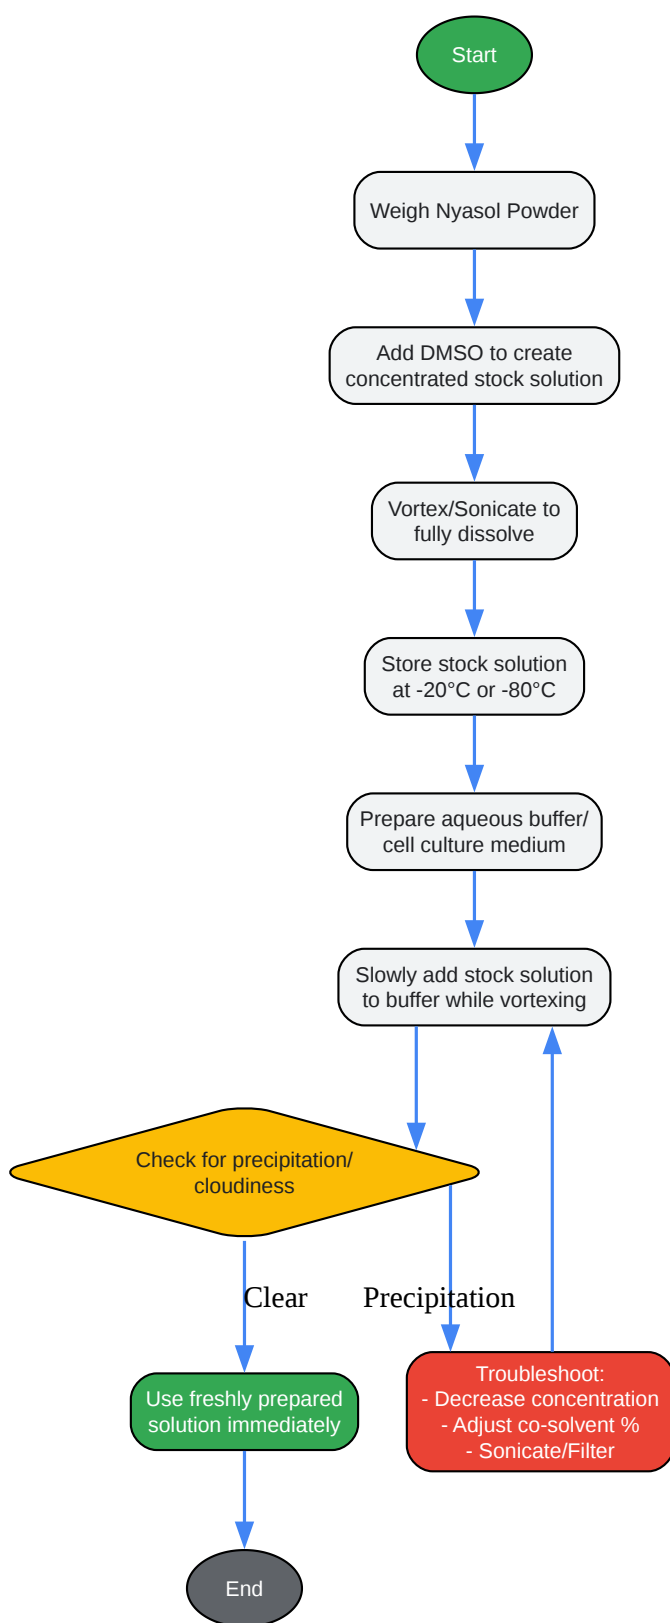 Start
Weigh Nyasol Powder
Add DMSO to create
concentrated stock solution
Vortex/Sonicate to
fully dissolve
Store stock solution
at -20°C or -80°C
Prepare aqueous buffer/
cell culture medium
Slowly add stock solution
to buffer while vortexing
Check for precipitation/
cloudiness
Clear
Precipitation
Use freshly prepared
solution immediately
Troubleshoot:
- Decrease concentration
- Adjust co-solvent %
- Sonicate/Filter
End